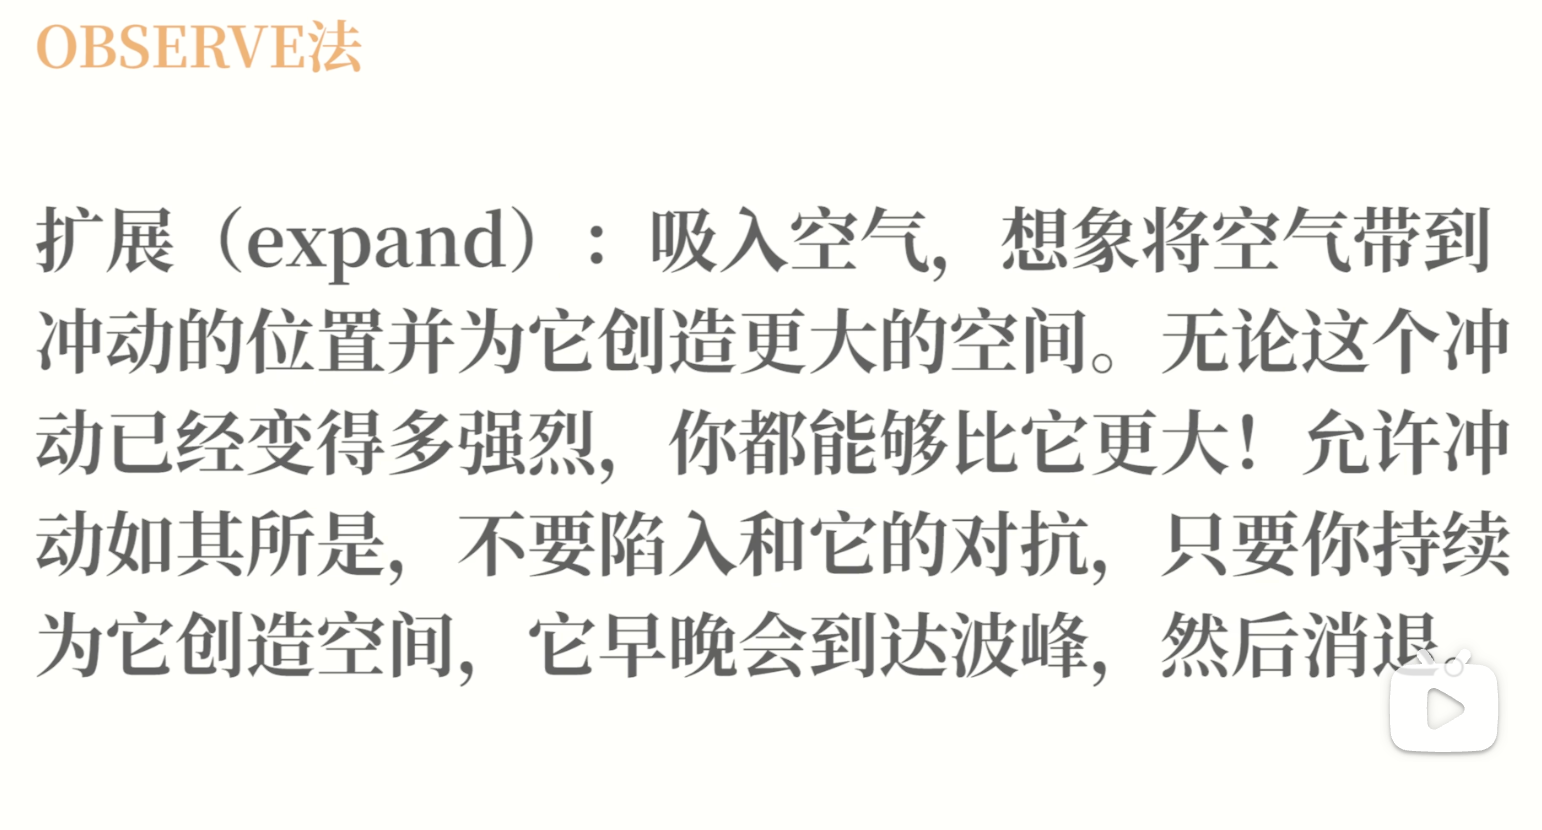 OBSERVE法
扩展（expand）：吸入空气，想象将空气带到
冲动的位置并为它创造更大的空间。无论这个冲
动已经变得多强烈，你都能够比它更大！允许冲
动如其所是，不要陷入和它的对抗，只要你持续
为它创造空间，它早晚会到达波峰，然后消退。